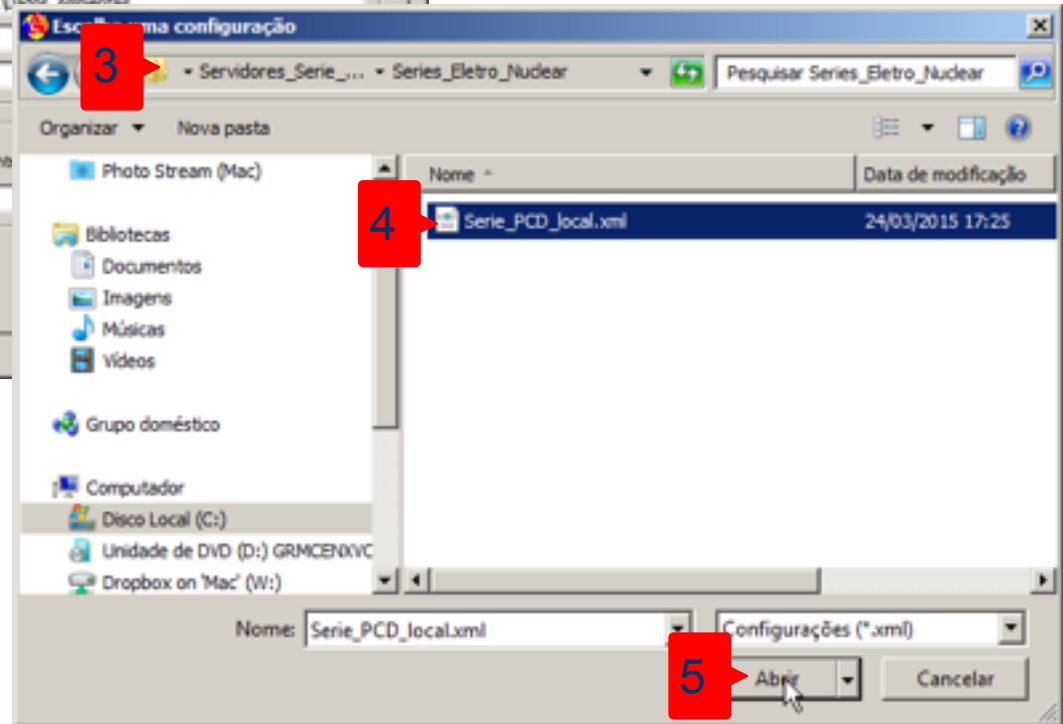 Escolha uma configuração
3
Servidores_Serie_... Series_Eletro_Nuclear
Pesquisar Series_Eletro_Nuclear
Organizar Nova pasta
Photo Stream (Mac)
Bibliotecas
Documentos
Imagens
Músicas
Vídeos
Grupo doméstico
Computador
Disco Local (C:)
Unidade de DVD (D:) GRMCENXVC
Dropbox on 'Mac' (W:)
Nome Data de modificação
4
Serie_PCD_local.xml 24/03/2015 17:25
Nome: Serie_PCD_local.xml
Configurações (*.xml)
5
Abrir Cancelar